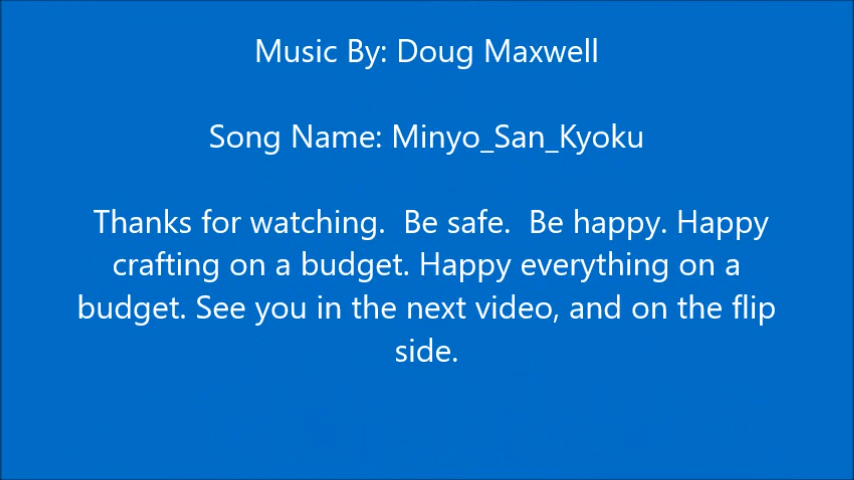 Music By: Doug Maxwell
Song Name: Minyo_San_Kyoku
Thanks for watching.  Be safe.  Be happy. Happy
crafting on a budget. Happy everything on a
budget. See you in the next video, and on the flip
side.